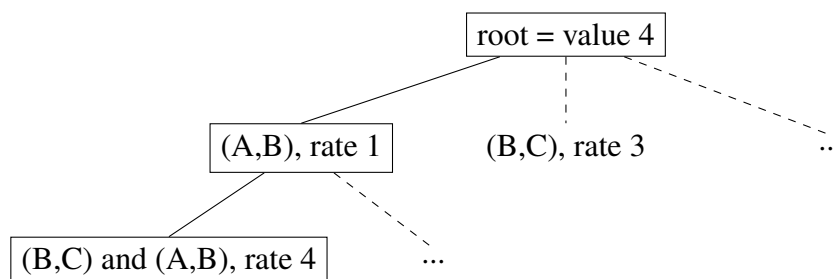 root = value 4
(A,B), rate 1
(B,C), rate 3
..
(B,C) and (A,B), rate 4
...